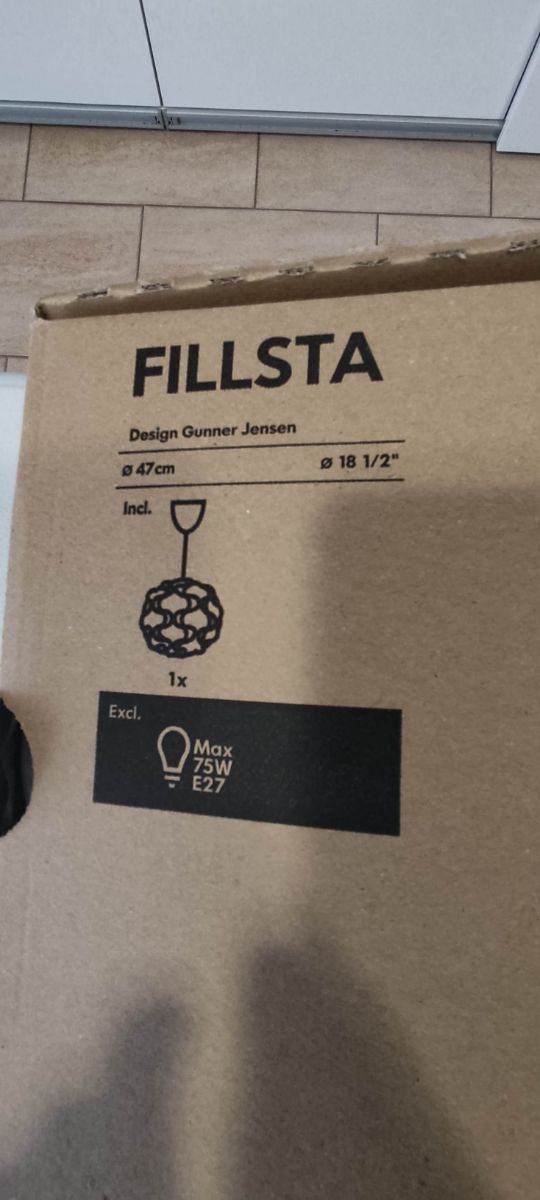 FILLSTA
Design Gunner Jensen
ø 47cm ø 18 1/2"
Incl.
1x
Excl.
Max
75W
E27